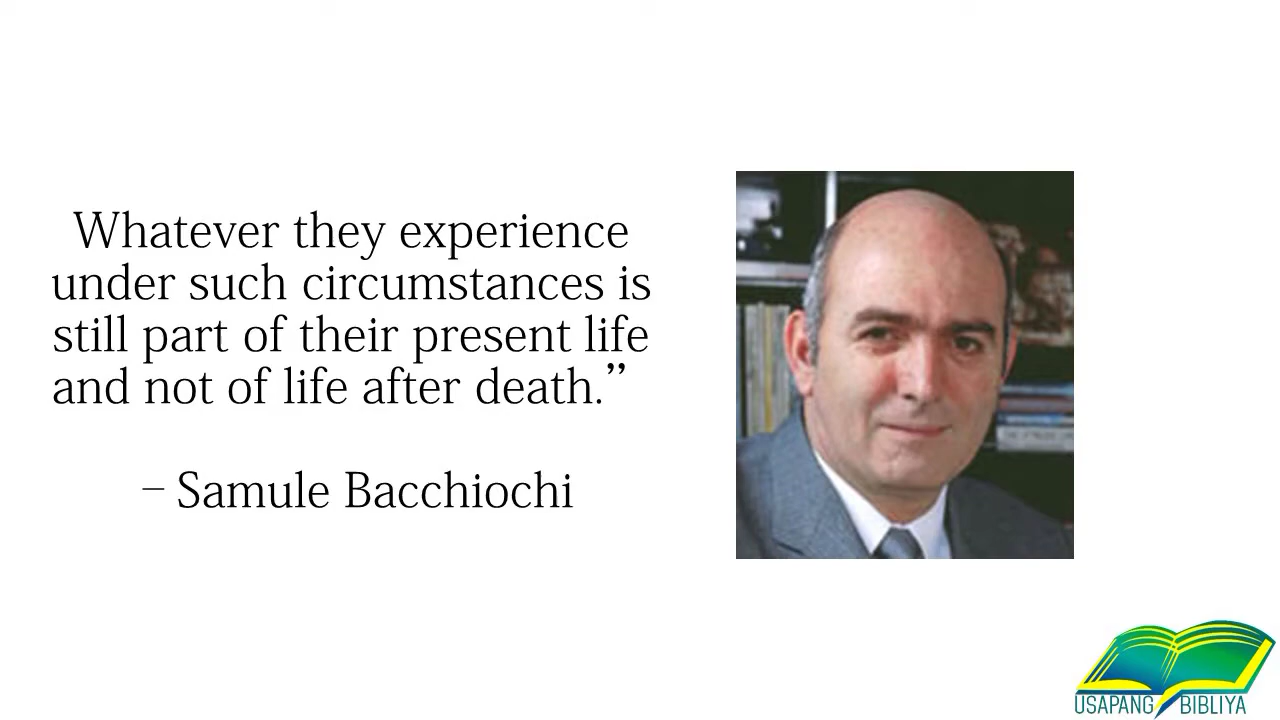 Whatever they experience
under such circumstances is
still part of their present life
and not of life after death.”
– Samule Bacchiochi
USAPANG BIBLIYA